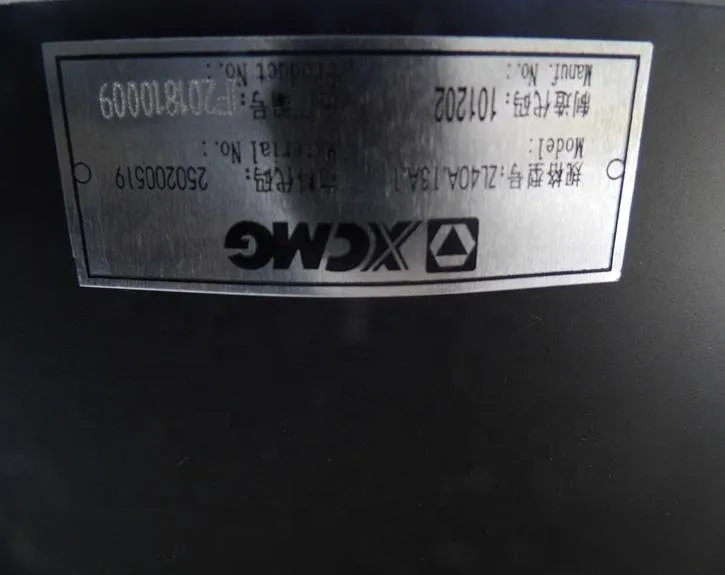 XCMG
规格型号: ZL40A.13A.1 物料代码: 250200519
Model: Material No.:
制造代码: 101202 编号:
Manuf. No.: Product No.: